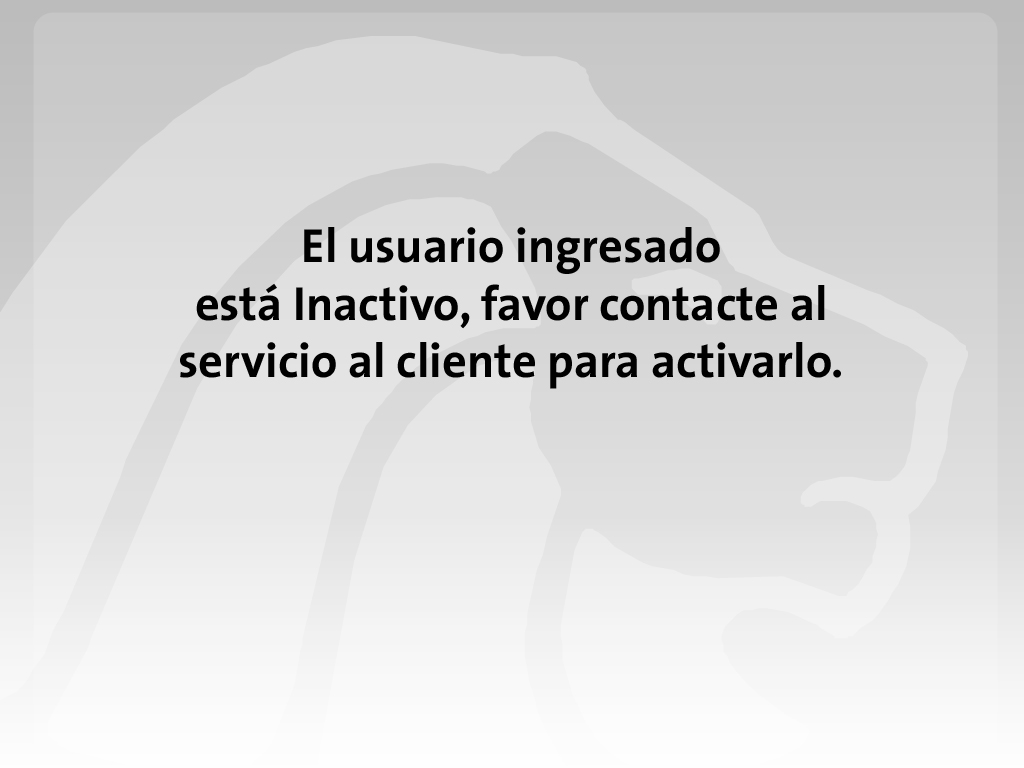 El usuario ingresado
está Inactivo, favor contacte al
servicio al cliente para activarlo.